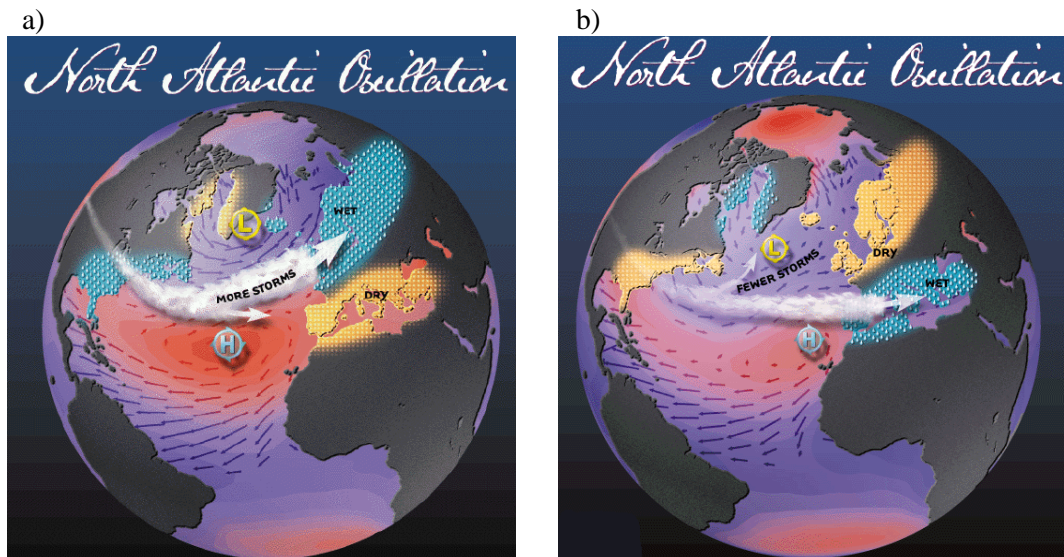 a)
North Atlantic Oscillation
L
WET
MORE STORMS
DRY
H
b)
North Atlantic Oscillation
L
DRY
FEWER STORMS
WET
H